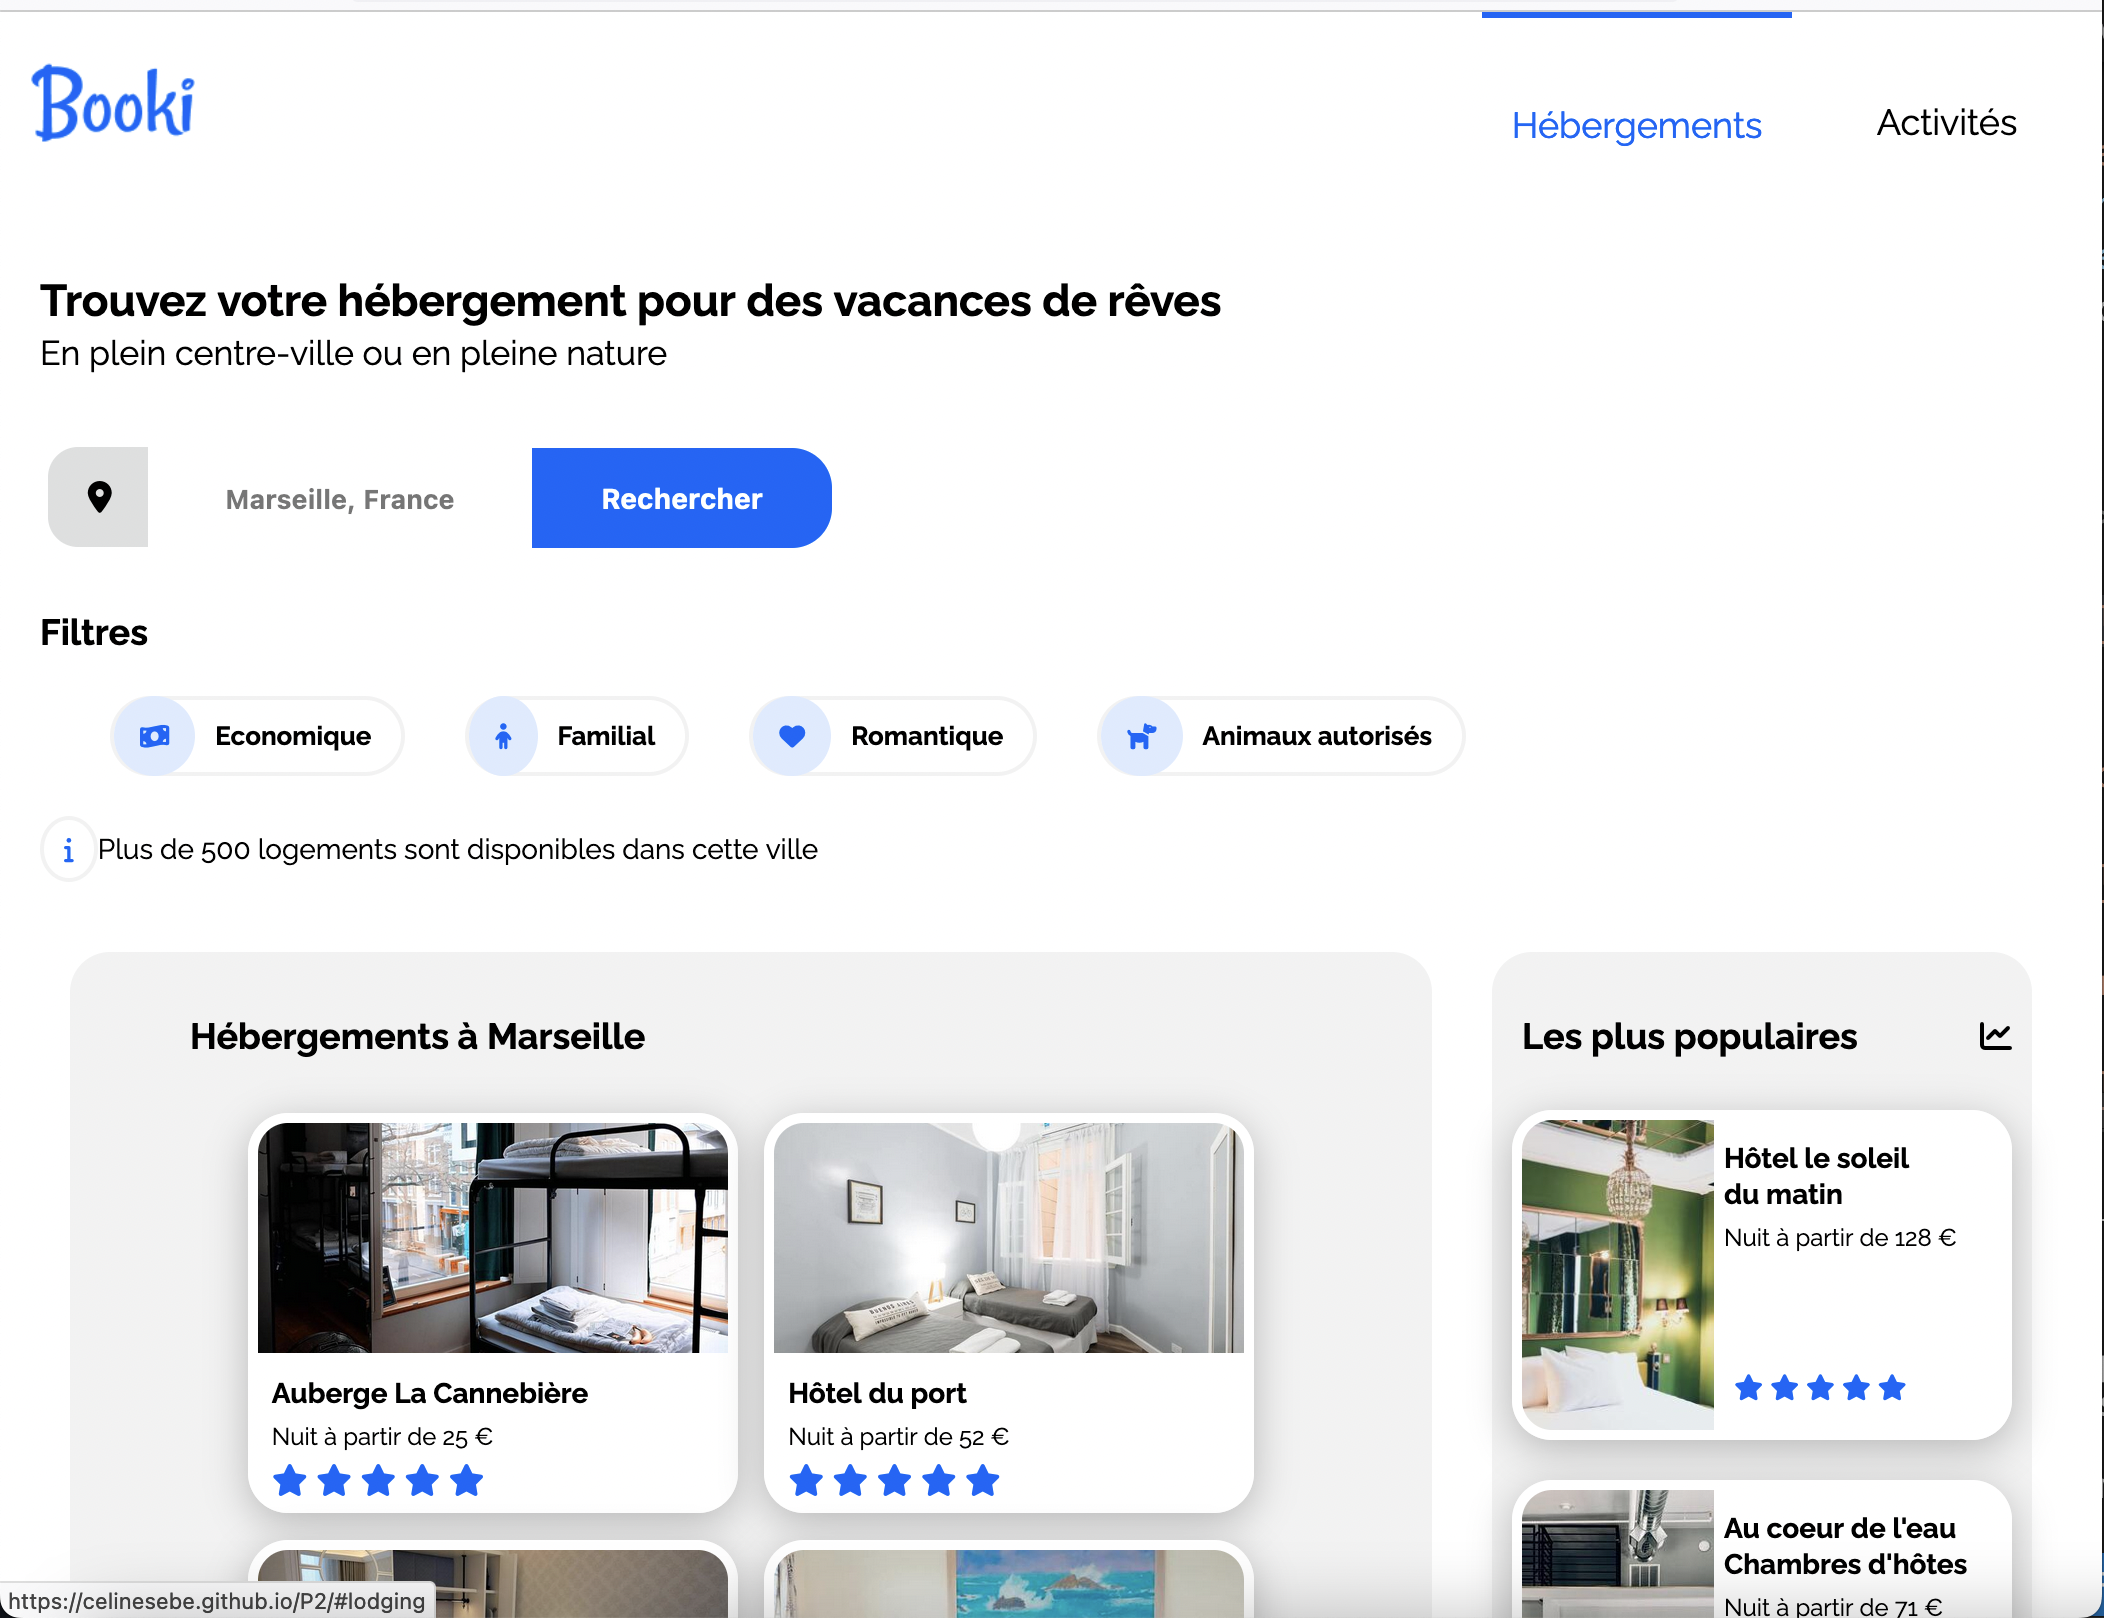 Booki
Hébergements
Activités
Trouvez votre hébergement pour des vacances de rêves
En plein centre-ville ou en pleine nature
Marseille, France
Rechercher
Filtres
Economique
Familial
Romantique
Animaux autorisés
Plus de 500 logements sont disponibles dans cette ville
Hébergements à Marseille
Auberge La Cannebière
Nuit à partir de 25 €
Hôtel du port
Nuit à partir de 52 €
Les plus populaires
Hôtel le soleil
du matin
Nuit à partir de 128 €
Au coeur de l'eau
Chambres d'hôtes
Nuit à partir de 71 €
https://celinesebe.github.io/P2/#lodging